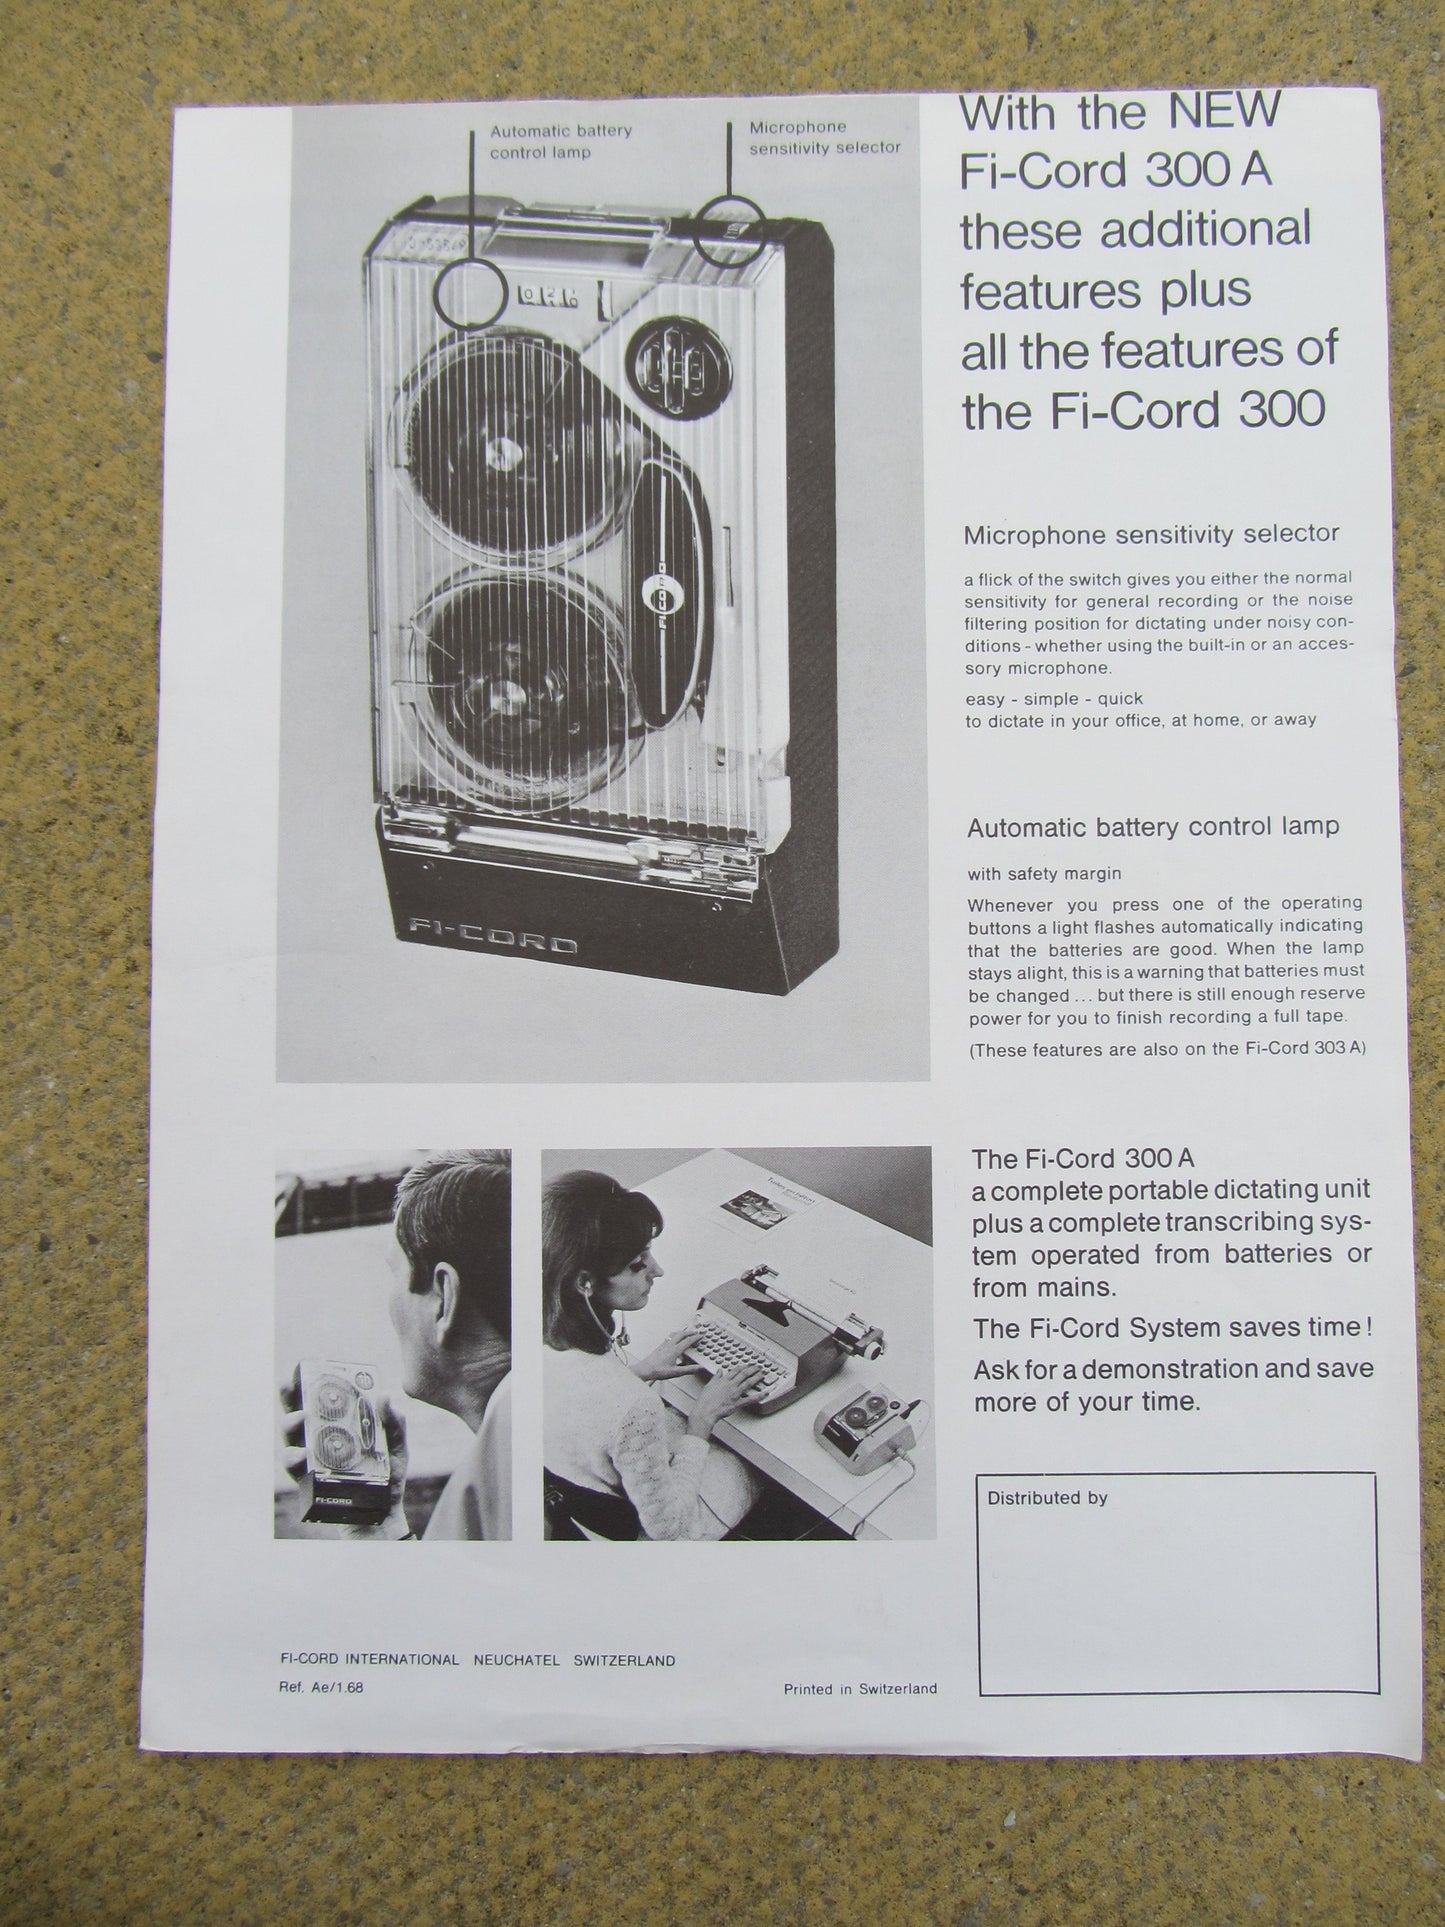 Automatic battery
control lamp
Microphone
sensitivity selector
FI-CORD
FI-CORD
With the NEW
Fi-Cord 300 A
these additional
features plus
all the features of
the Fi-Cord 300
Microphone sensitivity selector
a flick of the switch gives you either the normal
sensitivity for general recording or the noise
filtering position for dictating under noisy con-
ditions - whether using the built-in or an acces-
sory microphone.
easy - simple - quick
to dictate in your office, at home, or away
Automatic battery control lamp
with safety margin
Whenever you press one of the operating
buttons a light flashes automatically indicating
that the batteries are good. When the lamp
stays alight, this is a warning that batteries must
be changed ... but there is still enough reserve
power for you to finish recording a full tape.
(These features are also on the Fi-Cord 303 A)
FI-CORD
The Fi-Cord 300 A
a complete portable dictating unit
plus a complete transcribing sys-
tem operated from batteries or
from mains.
The Fi-Cord System saves time!
Ask for a demonstration and save
more of your time.
Distributed by
FI-CORD INTERNATIONAL NEUCHATEL SWITZERLAND
Ref. Ae/1.68
Printed in Switzerland